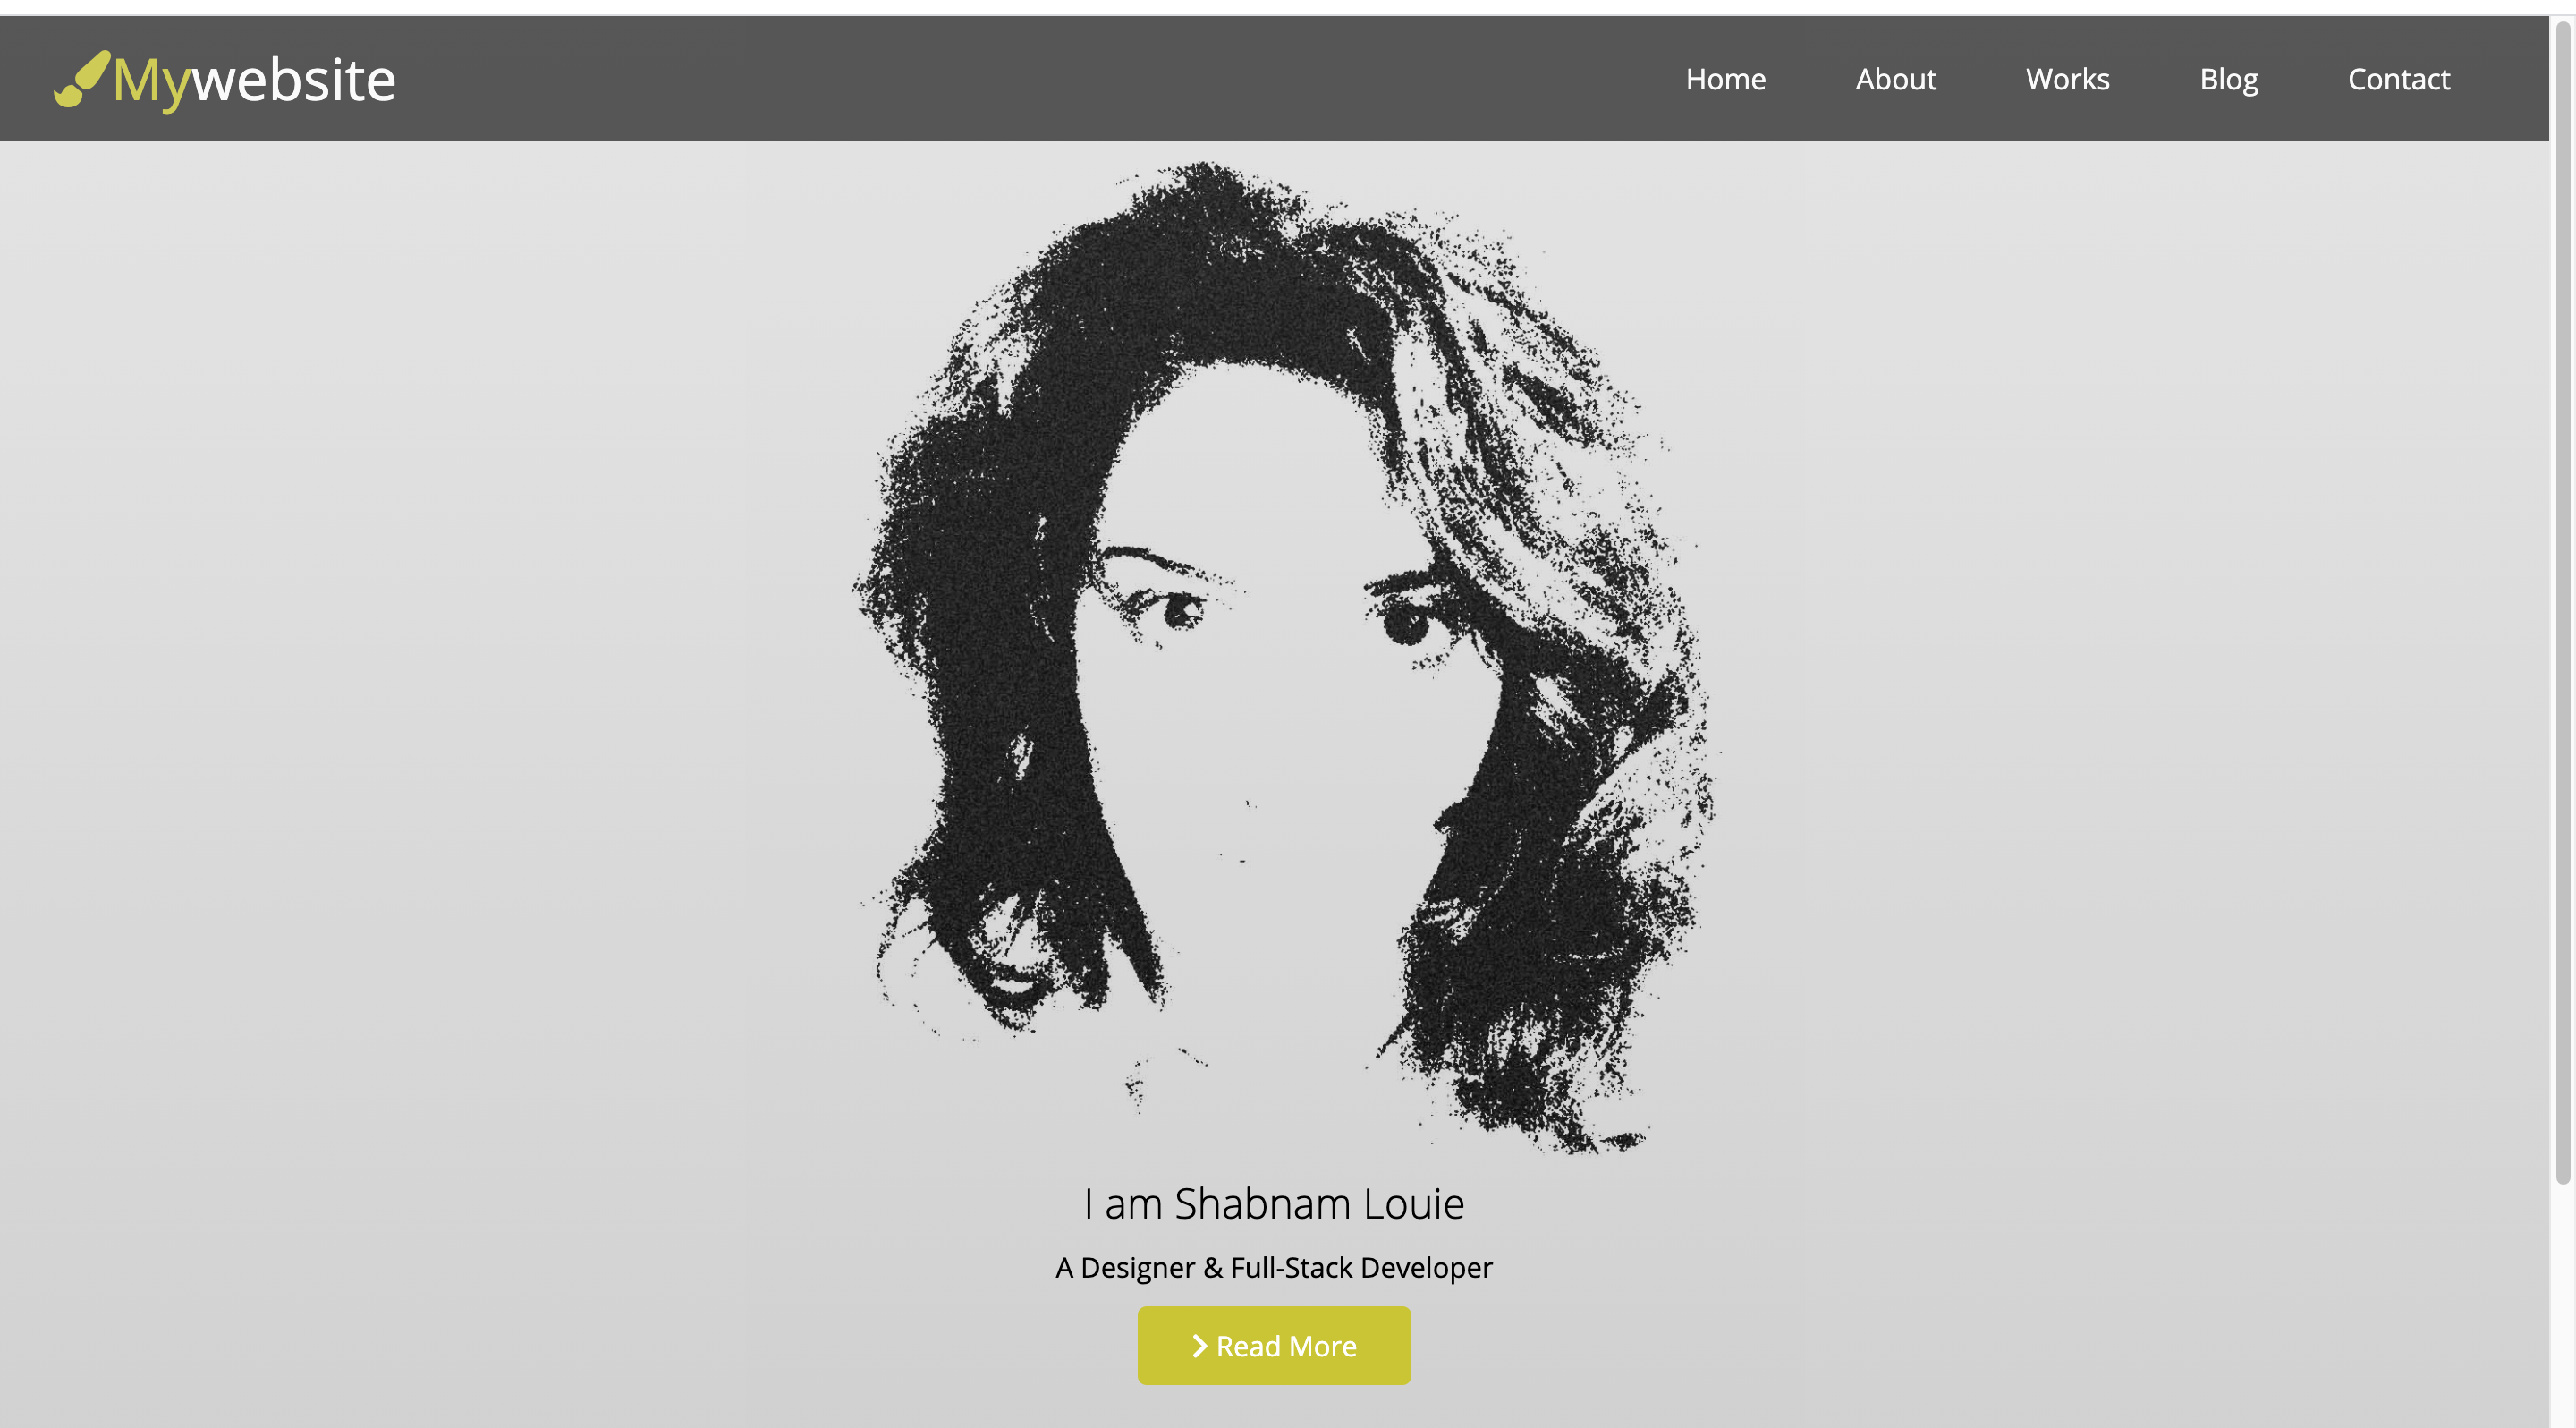 Mywebsite
Home About Works Blog Contact
I am Shabnam Louie
A Designer & Full-Stack Developer
Read More